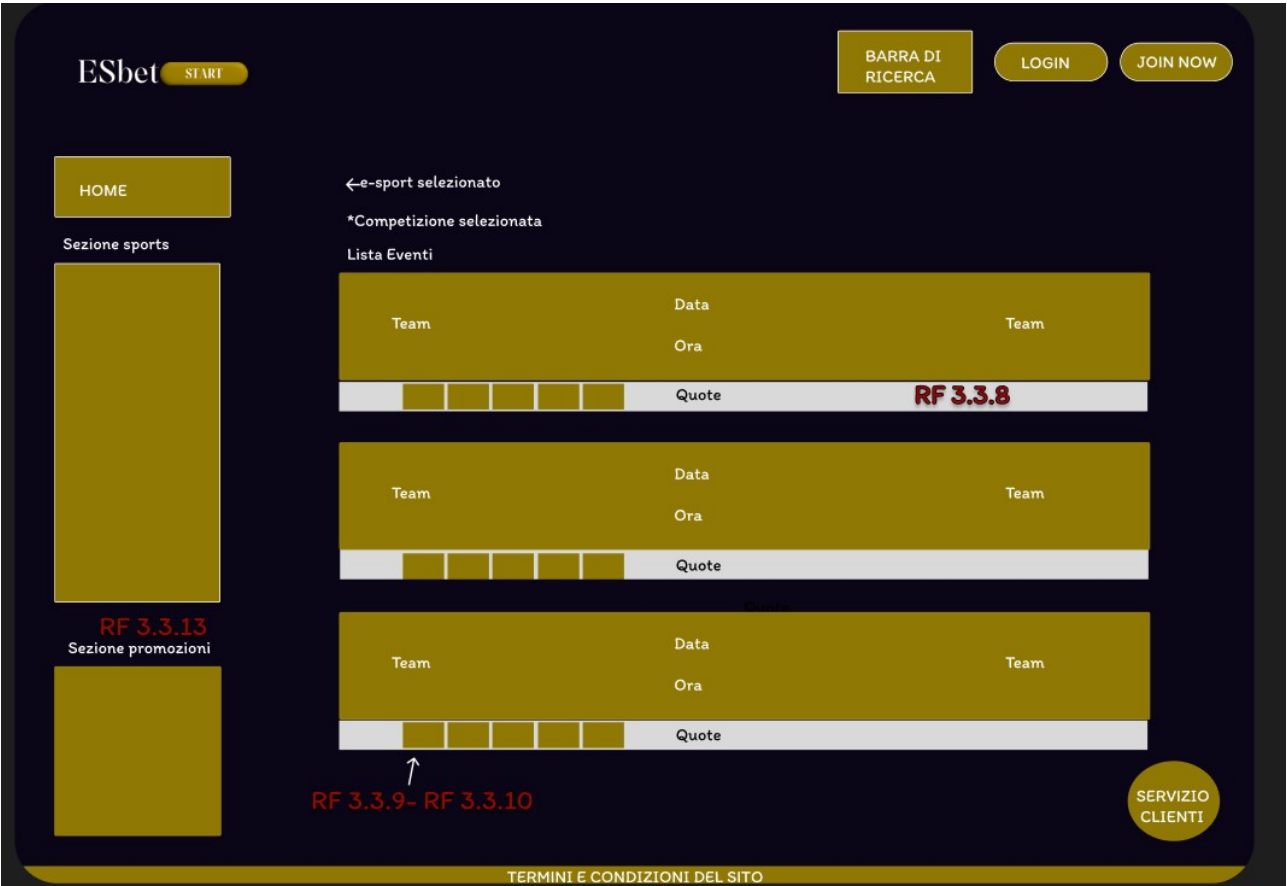 ESbet START
BARRA DI
RICERCA
LOGIN
JOIN NOW
HOME
Sezione sports
RF 3.3.13
Sezione promozioni
←e-sport selezionato
*Competizione selezionata
Lista Eventi
Team
Data
Ora
Team
Quote
RF 3.3.8
Team
Data
Ora
Team
Quote
Quote
Team
Data
Ora
Team
Quote
RF 3.3.9- RF 3.3.10
SERVIZIO
CLIENTI
TERMINI E CONDIZIONI DEL SITO